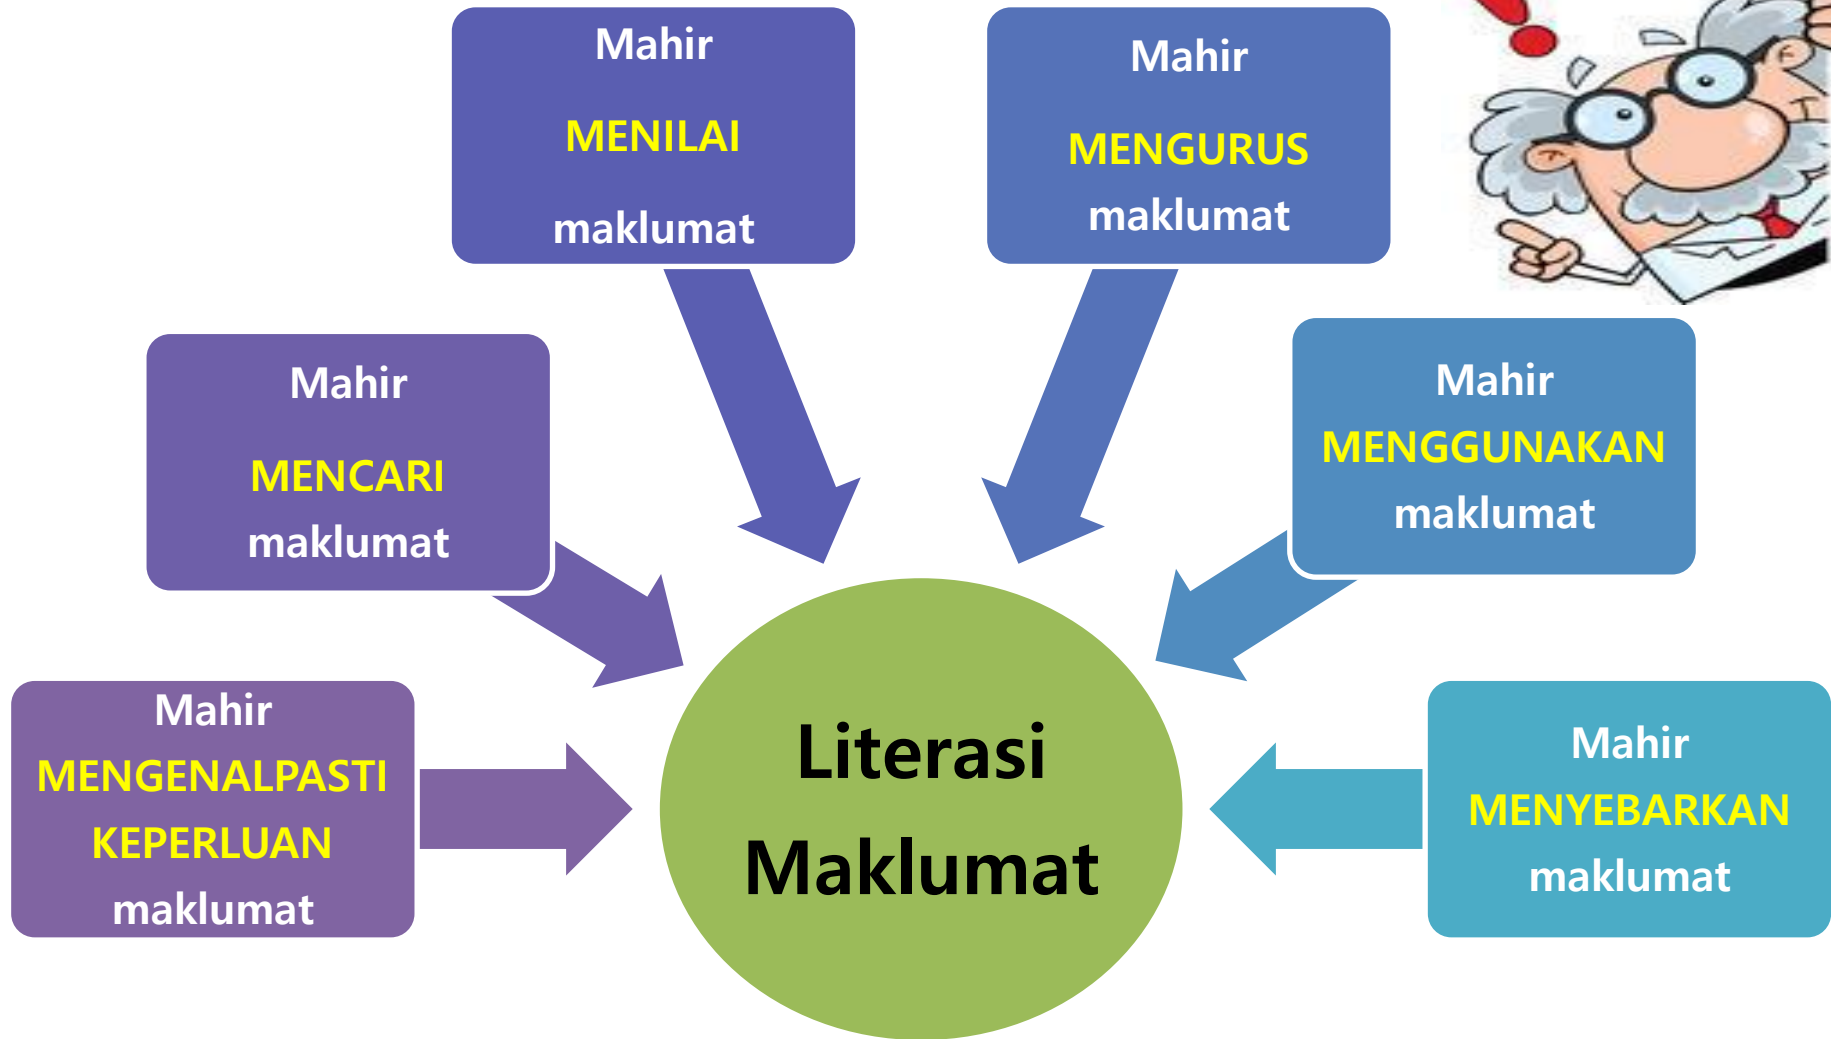 Mahir
MENILAI
maklumat
Mahir
MENGURUS
maklumat
Mahir
MENCARI
maklumat
Mahir
MENGGUNAKAN
maklumat
Mahir
MENGENALPASTI
KEPERLUAN
maklumat
Literasi
Maklumat
Mahir
MENYEBARKAN
maklumat